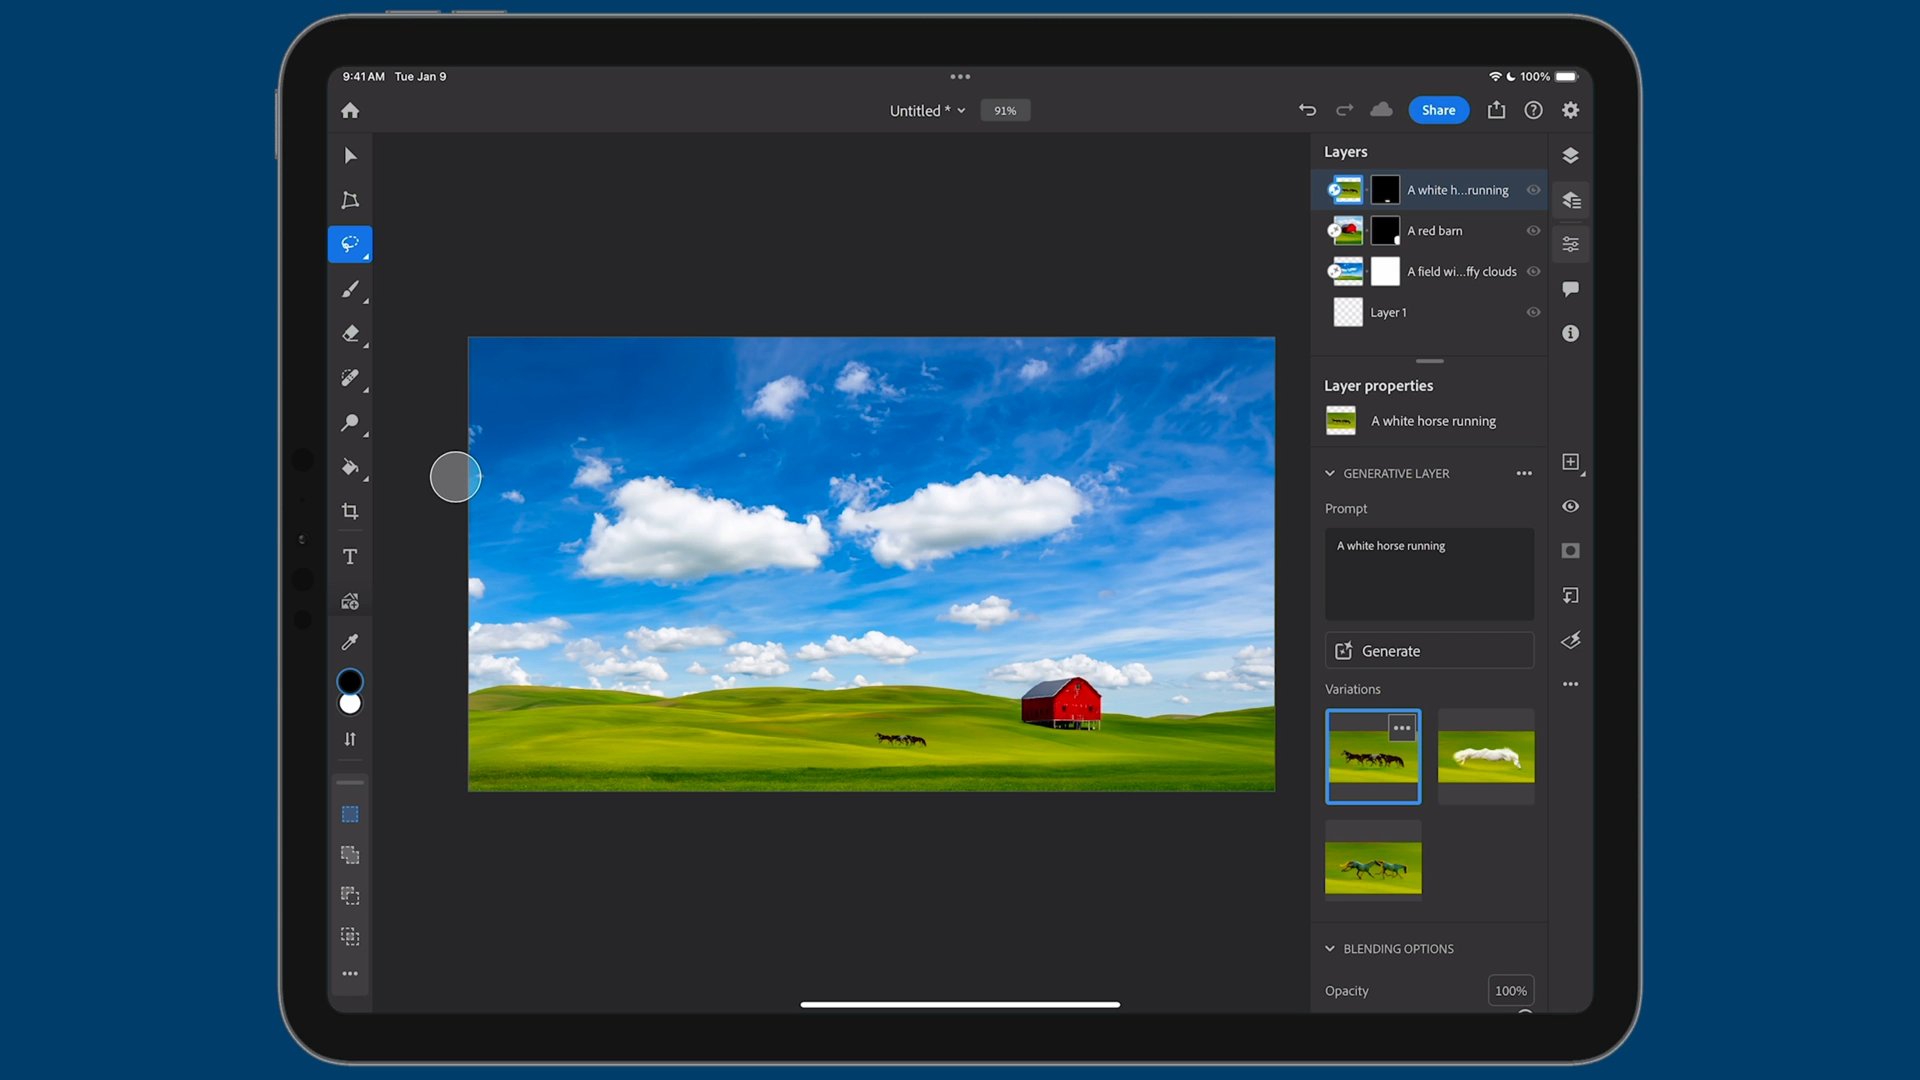 9:41 AM Tue Jan 9
100%
Untitled *
91%
Share
Layers
A white h...running
A red barn
A field wi...ffy clouds
Layer 1
Layer properties
A white horse running
GENERATIVE LAYER
Prompt
A white horse running
Generate
Variations
BLENDING OPTIONS
Opacity
100%
T